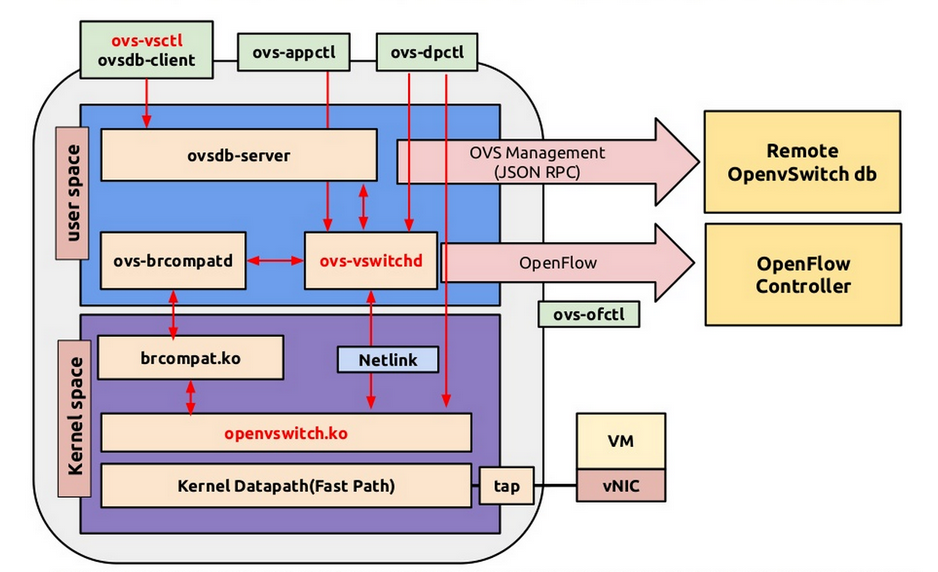 ovs-vsctl
ovsdb-client
ovs-appctl
ovs-dpctl
user space
ovsdb-server
OVS Management
(JSON RPC)
Remote
OpenvSwitch db
ovs-brcompatd
ovs-vswitchd
OpenFlow
OpenFlow
Controller
ovs-ofctl
Kernel space
brcompat.ko
Netlink
openvswitch.ko
Kernel Datapath(Fast Path)
tap
VM
vNIC